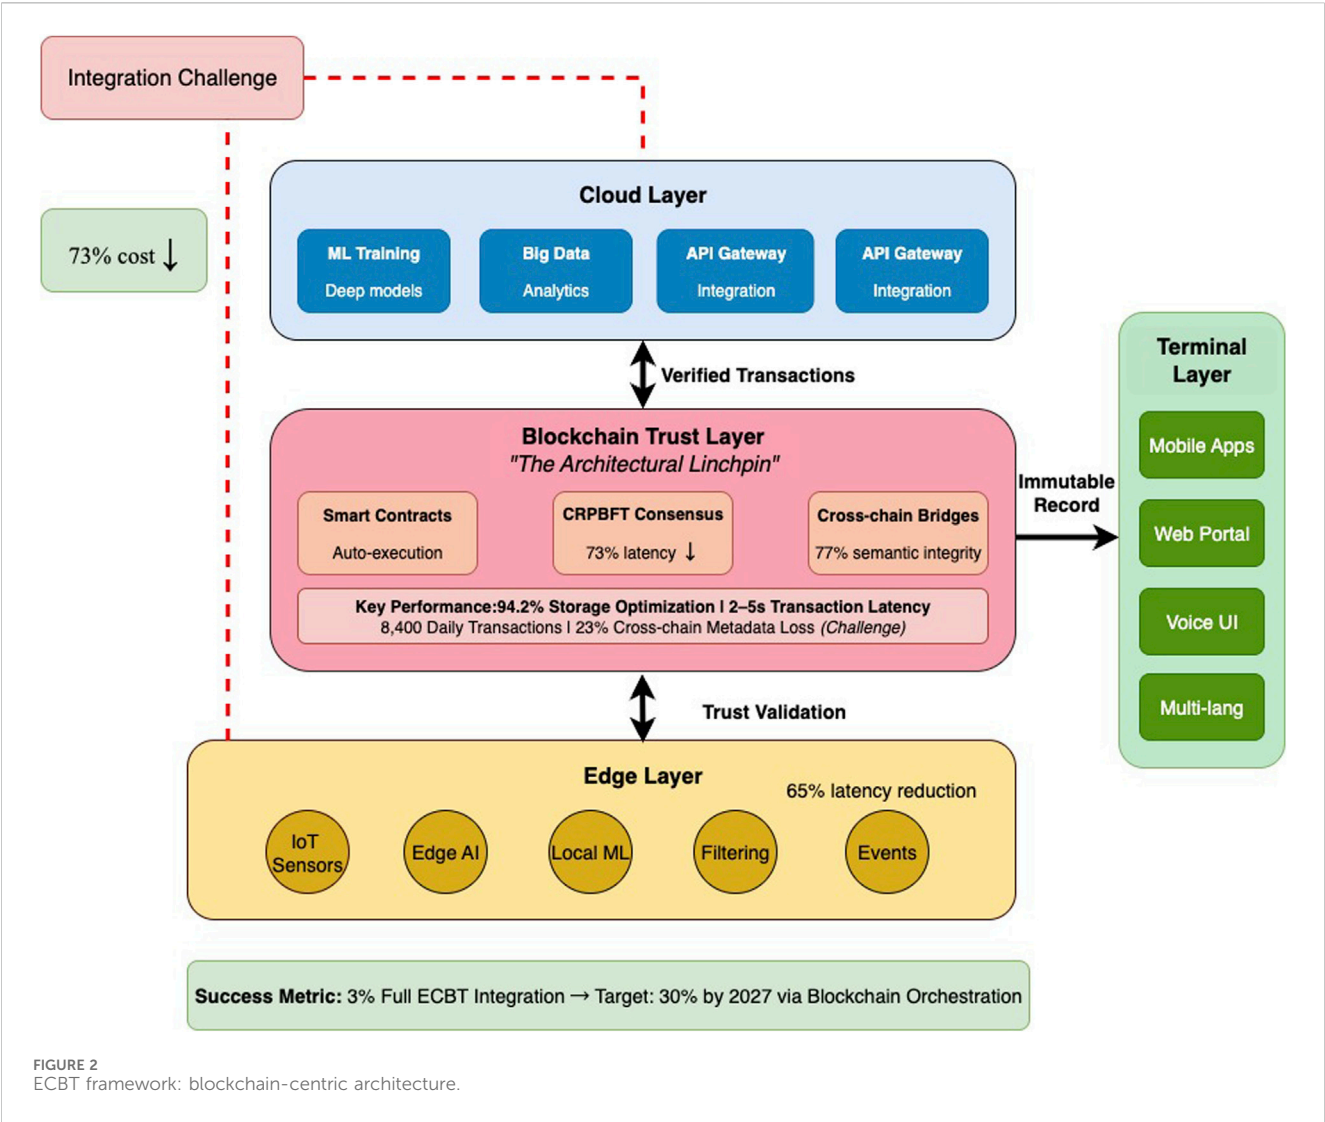 Integration Challenge
73% cost ↓
Cloud Layer
ML Training
Deep models
Big Data
Analytics
API Gateway
Integration
API Gateway
Integration
Verified Transactions
Blockchain Trust Layer
"The Architectural Linchpin"
Smart Contracts
Auto-execution
CRPBFT Consensus
73% latency ↓
Cross-chain Bridges
77% semantic integrity
Key Performance:94.2% Storage Optimization I 2–5s Transaction Latency
8,400 Daily Transactions I 23% Cross-chain Metadata Loss (Challenge)
Immutable
Record
Terminal
Layer
Mobile Apps
Web Portal
Voice UI
Multi-lang
Trust Validation
Edge Layer
65% latency reduction
IoT
Sensors
Edge AI
Local ML
Filtering
Events
Success Metric: 3% Full ECBT Integration → Target: 30% by 2027 via Blockchain Orchestration
FIGURE 2
ECBT framework: blockchain-centric architecture.